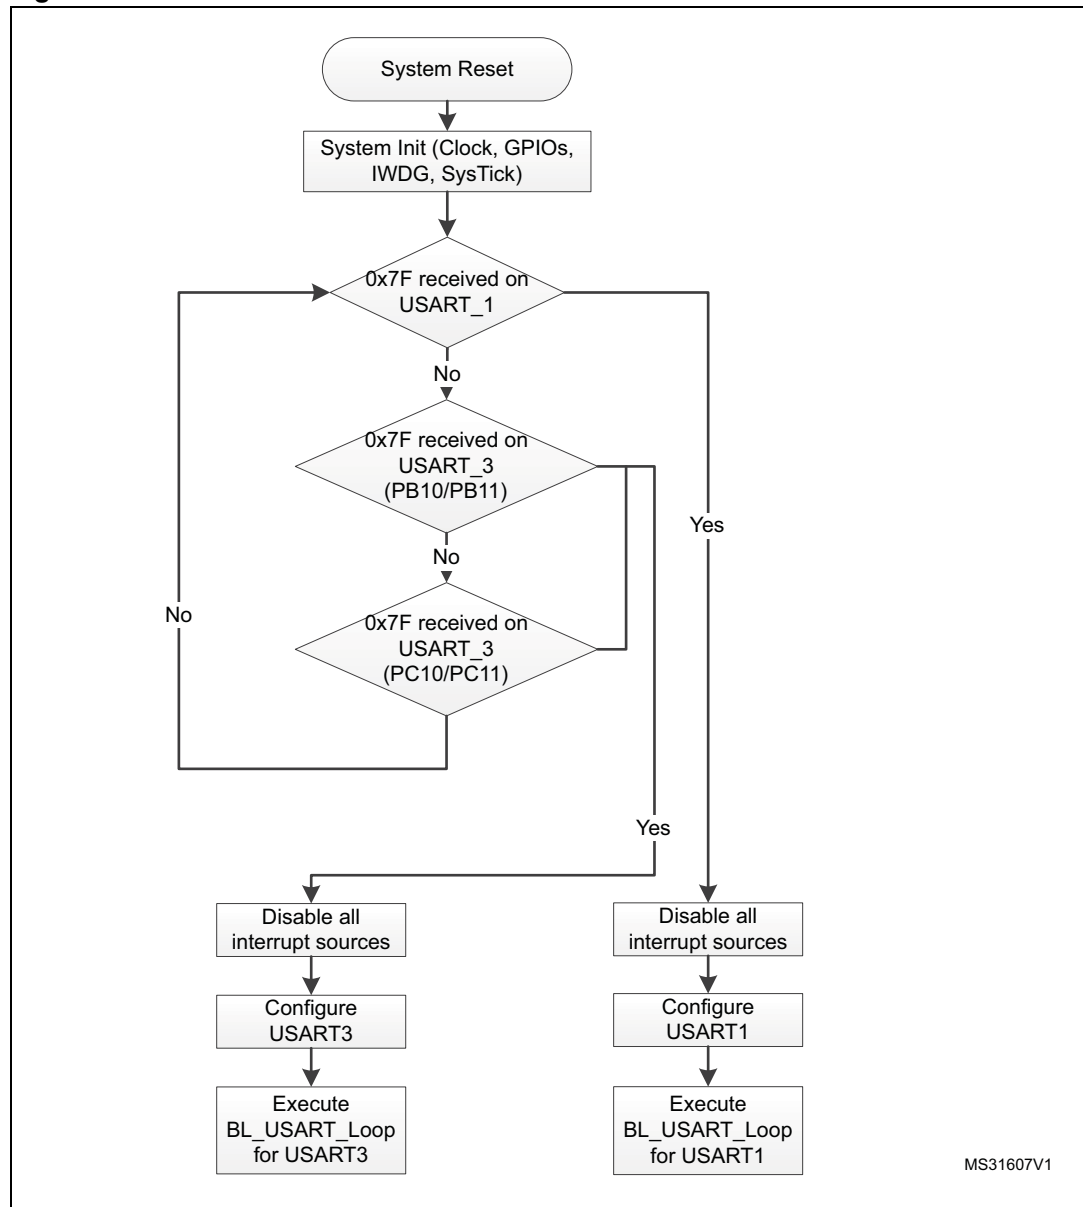 System Reset
System Init (Clock, GPIOs,
IWDG, SysTick)
0x7F received on
USART_1
No
0x7F received on
USART_3
(PB10/PB11)
Yes
No
No
0x7F received on
USART_3
(PC10/PC11)
Yes
Disable all
interrupt sources
Disable all
interrupt sources
Configure
USART3
Configure
USART1
Execute
BL_USART_Loop
for USART3
Execute
BL_USART_Loop
for USART1
MS31607V1